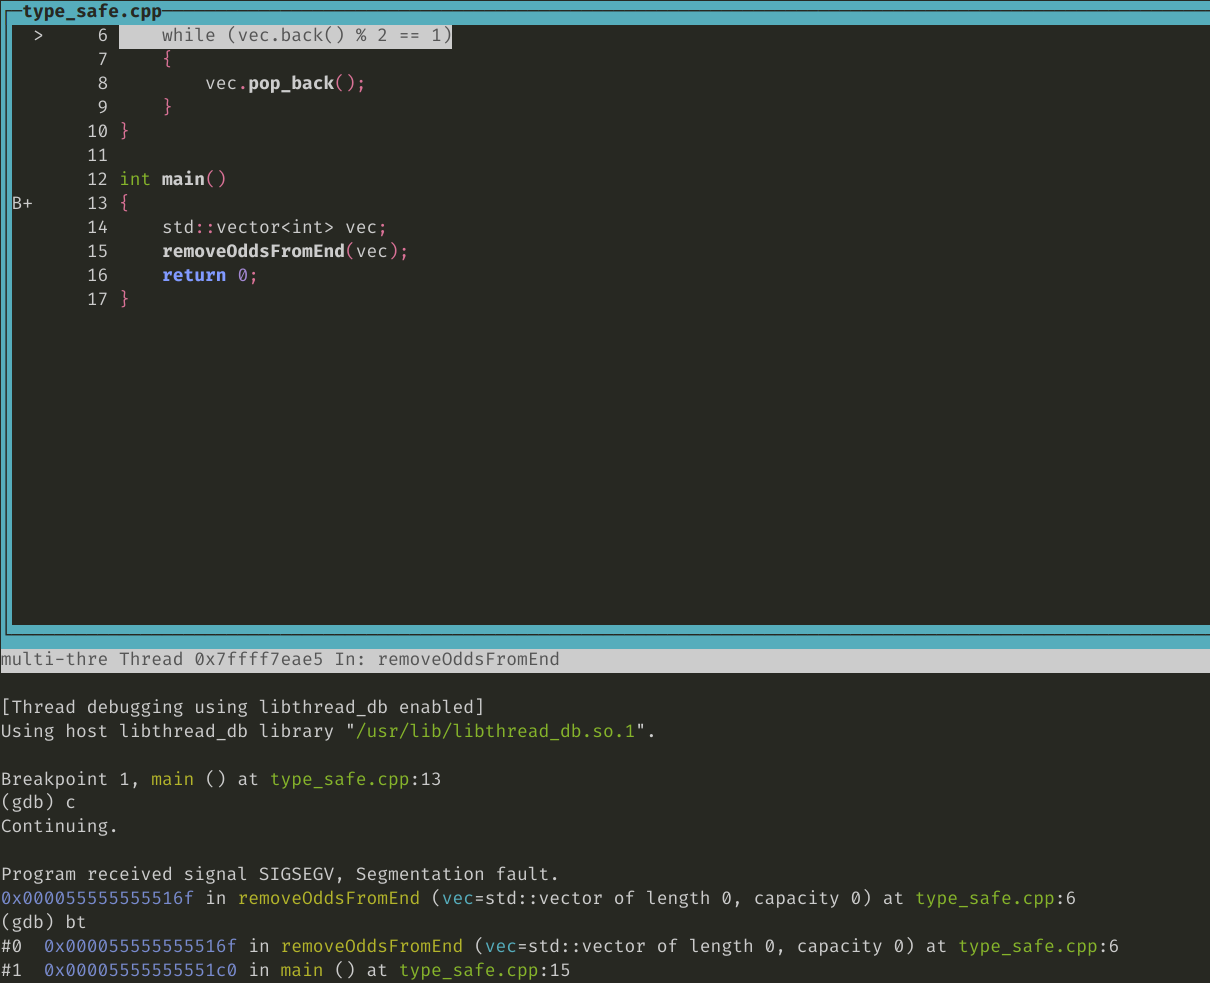 type_safe.cpp
> 6 while (vec.back() % 2 == 1)
7 {
8 vec.pop_back();
9 }
10 }
11
12 int main()
B+ 13 {
14 std::vector<int> vec;
15 removeOddsFromEnd(vec);
16 return 0;
17 }
multi-thre Thread 0x7ffff7eae5 In: removeOddsFromEnd
[Thread debugging using libthread_db enabled]
Using host libthread_db library "/usr/lib/libthread_db.so.1".
Breakpoint 1, main () at type_safe.cpp:13
(gdb) c
Continuing.
Program received signal SIGSEGV, Segmentation fault.
0x000055555555516f in removeOddsFromEnd (vec=std::vector of length 0, capacity 0) at type_safe.cpp:6
(gdb) bt
#0 0x000055555555516f in removeOddsFromEnd (vec=std::vector of length 0, capacity 0) at type_safe.cpp:6
#1 0x00005555555551c0 in main () at type_safe.cpp:15